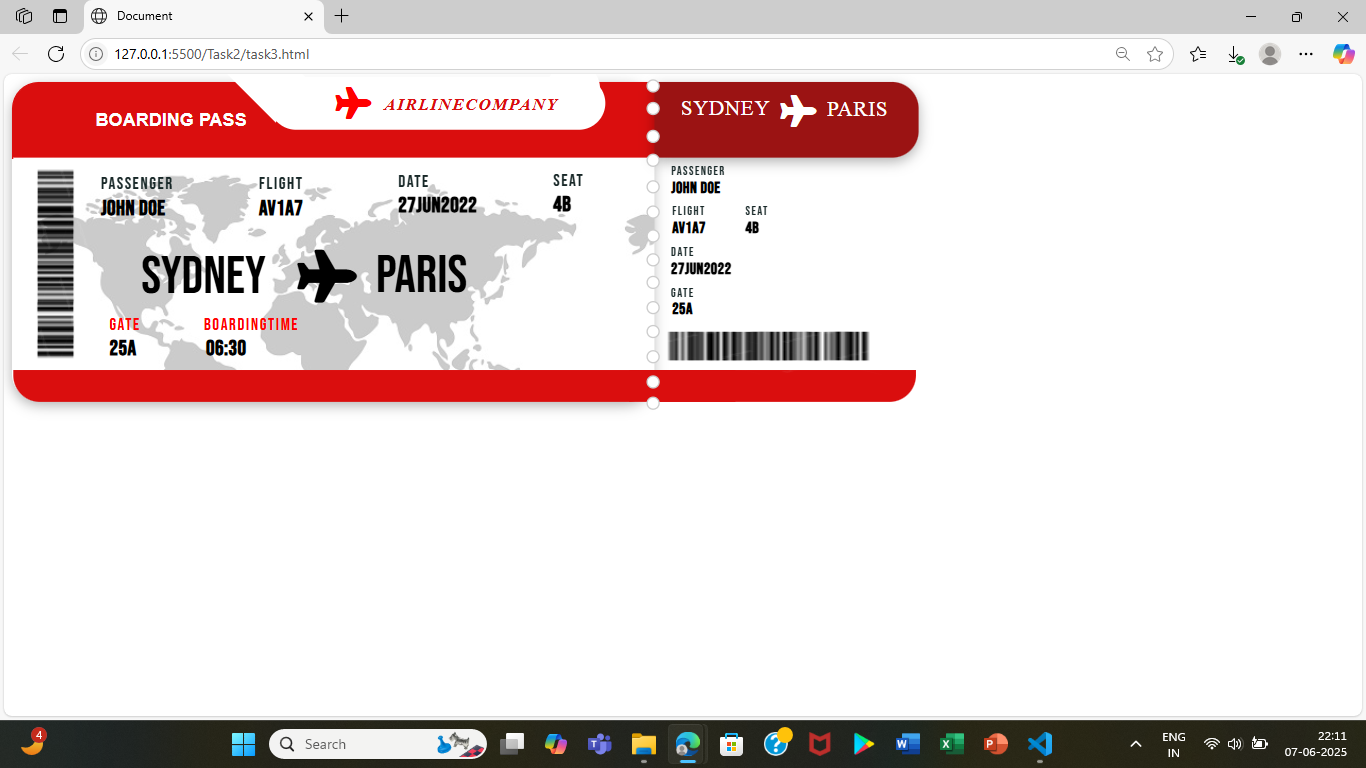 Document
127.0.0.1:5500/Task2/task3.html
BOARDING PASS
AIRLINECOMPANY
SYDNEY PARIS
PASSENGER FLIGHT DATE SEAT
JOHN DOE AV1A7 27JUN2022 4B
SYDNEY PARIS
GATE BOARDINGTIME
25A 06:30
PASSENGER
JOHN DOE
FLIGHT SEAT
AV1A7 4B
DATE
27JUN2022
GATE
25A
4
Search
ENG
IN
22:11
07-06-2025